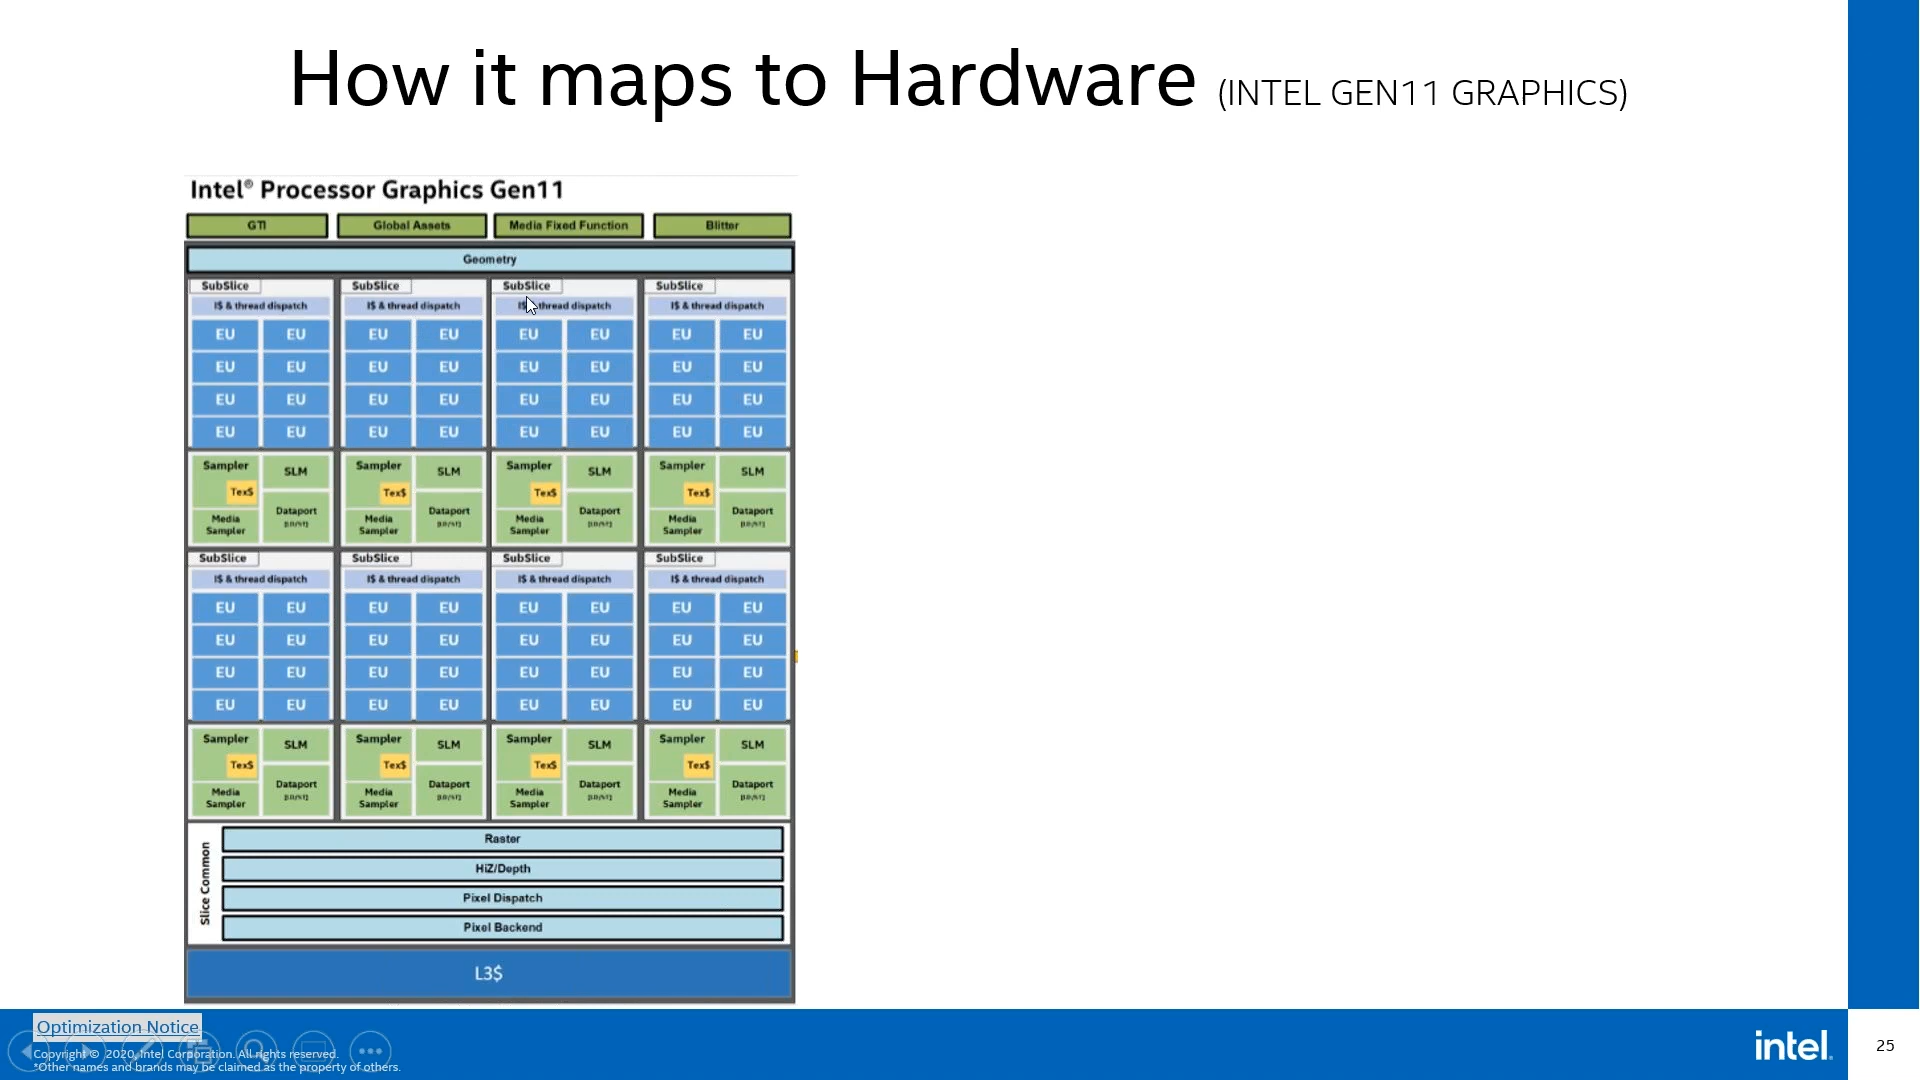 How it maps to Hardware (INTEL GEN11 GRAPHICS)
Intel® Processor Graphics Gen11
GTI Global Assets Media Fixed Function Blitter
Geometry
SubSlice SubSlice SubSlice SubSlice
I$ & thread dispatch I$ & thread dispatch I$ thread dispatch I$ & thread dispatch
EU EU EU EU EU EU EU EU
EU EU EU EU EU EU EU EU
EU EU EU EU EU EU EU EU
EU EU EU EU EU EU EU EU
Sampler SLM Sampler SLM Sampler SLM Sampler SLM
Tex$ Tex$ Tex$ Tex$
Dataport Dataport Dataport Dataport
Media Media Media Media
Sampler Sampler Sampler Sampler
SubSlice SubSlice SubSlice SubSlice
I$ & thread dispatch I$ & thread dispatch I$ & thread dispatch I$ & thread dispatch
EU EU EU EU EU EU EU EU
EU EU EU EU EU EU EU EU
EU EU EU EU EU EU EU EU
EU EU EU EU EU EU EU EU
Sampler SLM Sampler SLM Sampler SLM Sampler SLM
Tex$ Tex$ Tex$ Tex$
Dataport Dataport Dataport Dataport
Media Media Media Media
Sampler Sampler Sampler Sampler
Slice Common
Raster
HiZ/Depth
Pixel Dispatch
Pixel Backend
L3$
Optimization Notice
Copyright © 2020, Intel Corporation. All rights reserved.
*Other names and brands may be claimed as the property of others.
intel.
25